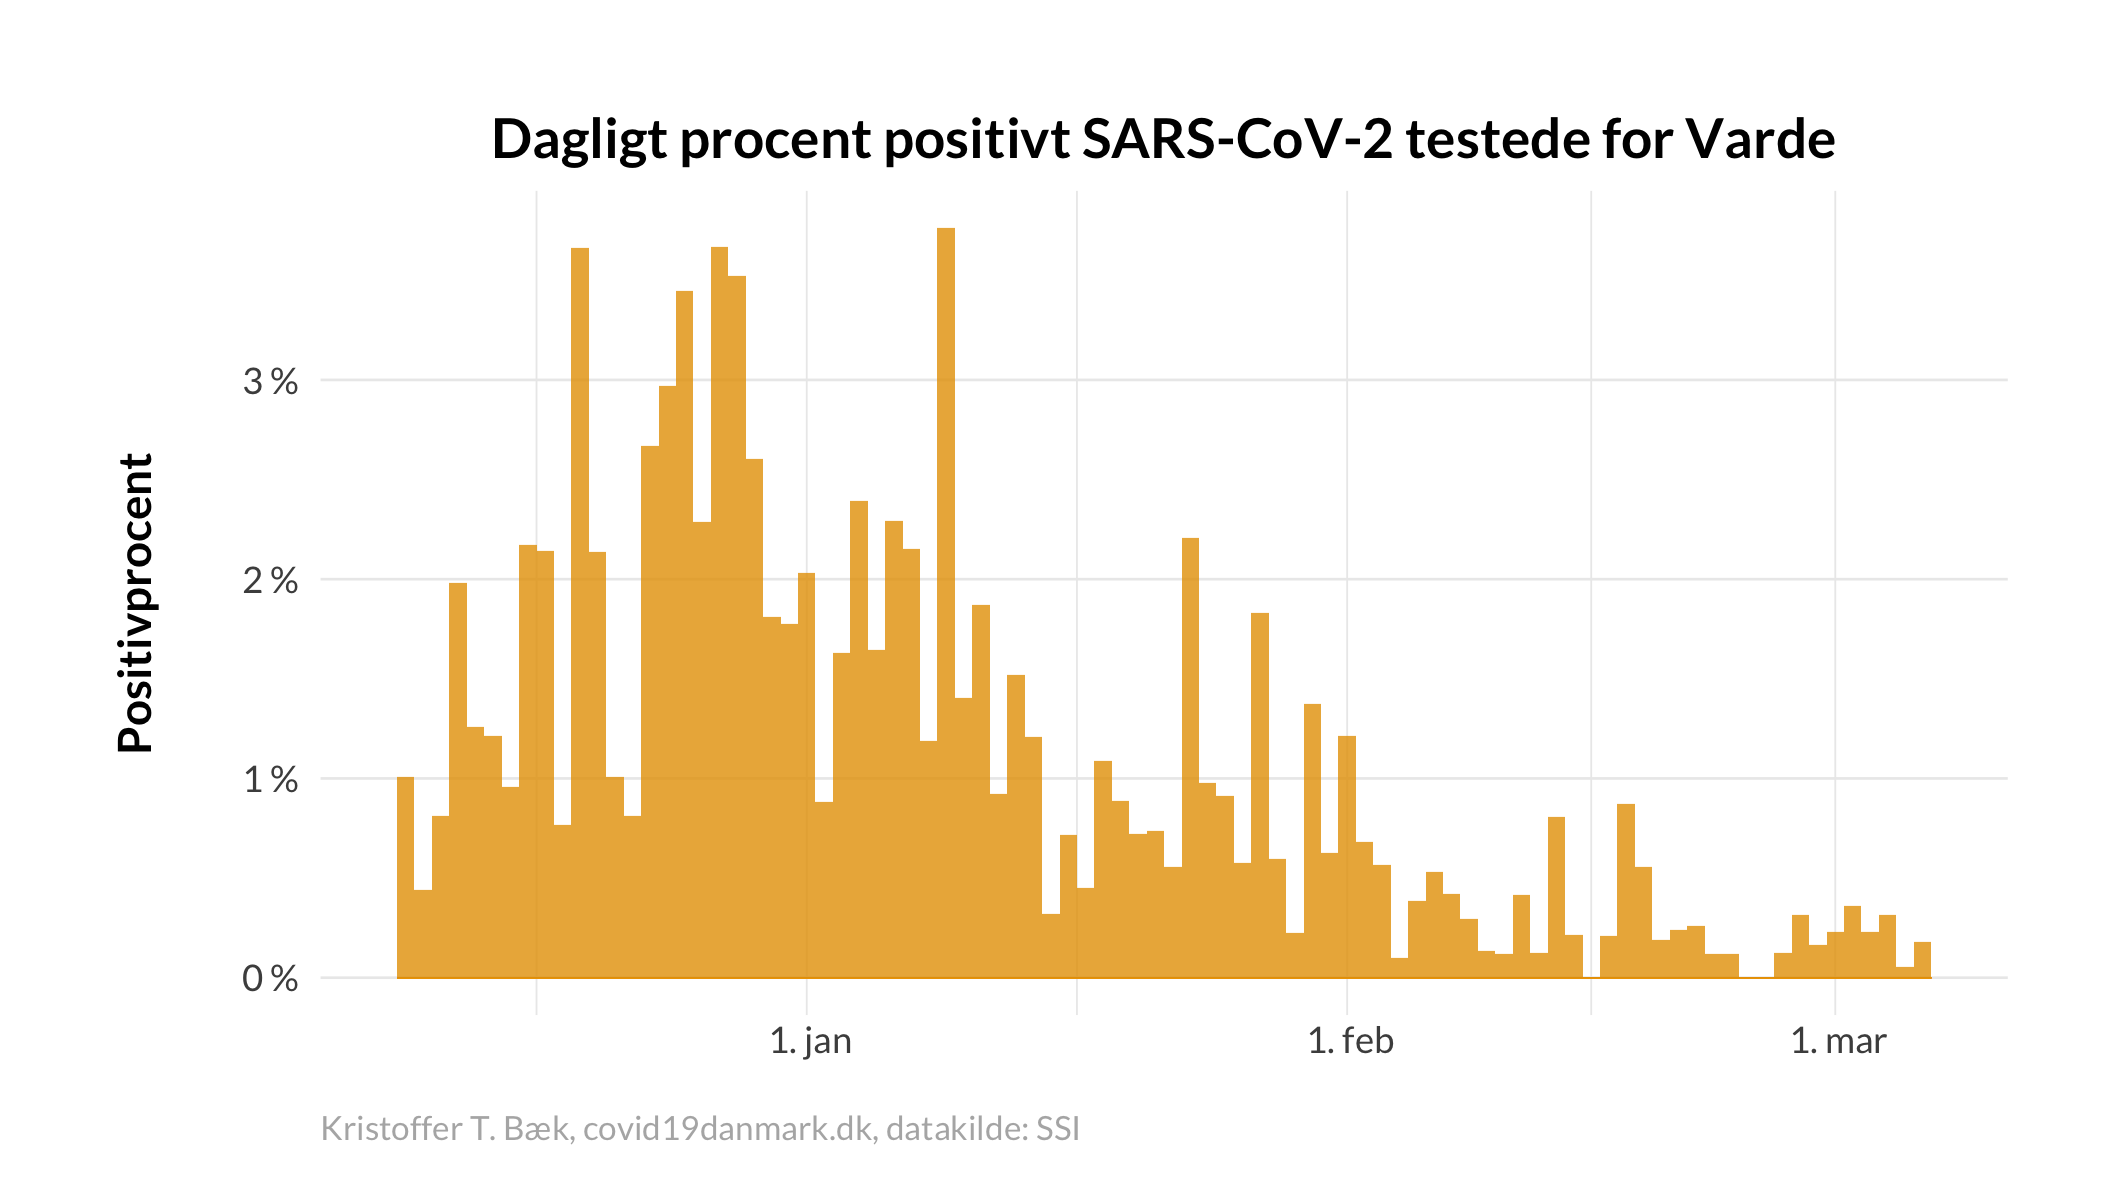 Dagligt procent positivt SARS-CoV-2 testede for Varde
Positivprocent
3 %
2 %
1 %
0 %
1. jan
1. feb
1. mar
Kristoffer T. Bæk, covid19danmark.dk, datakilde: SSI